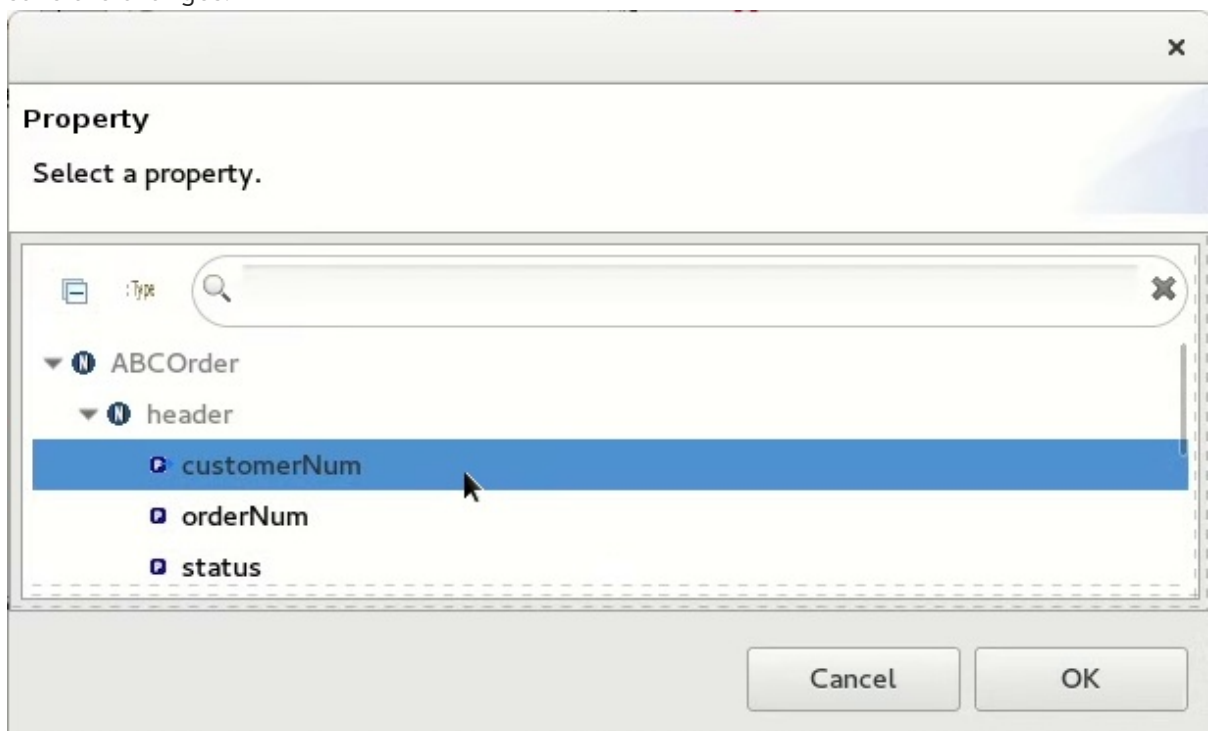 Property
Select a property.
: Type
ABCOrder
header
customerNum
orderNum
status
Cancel
OK